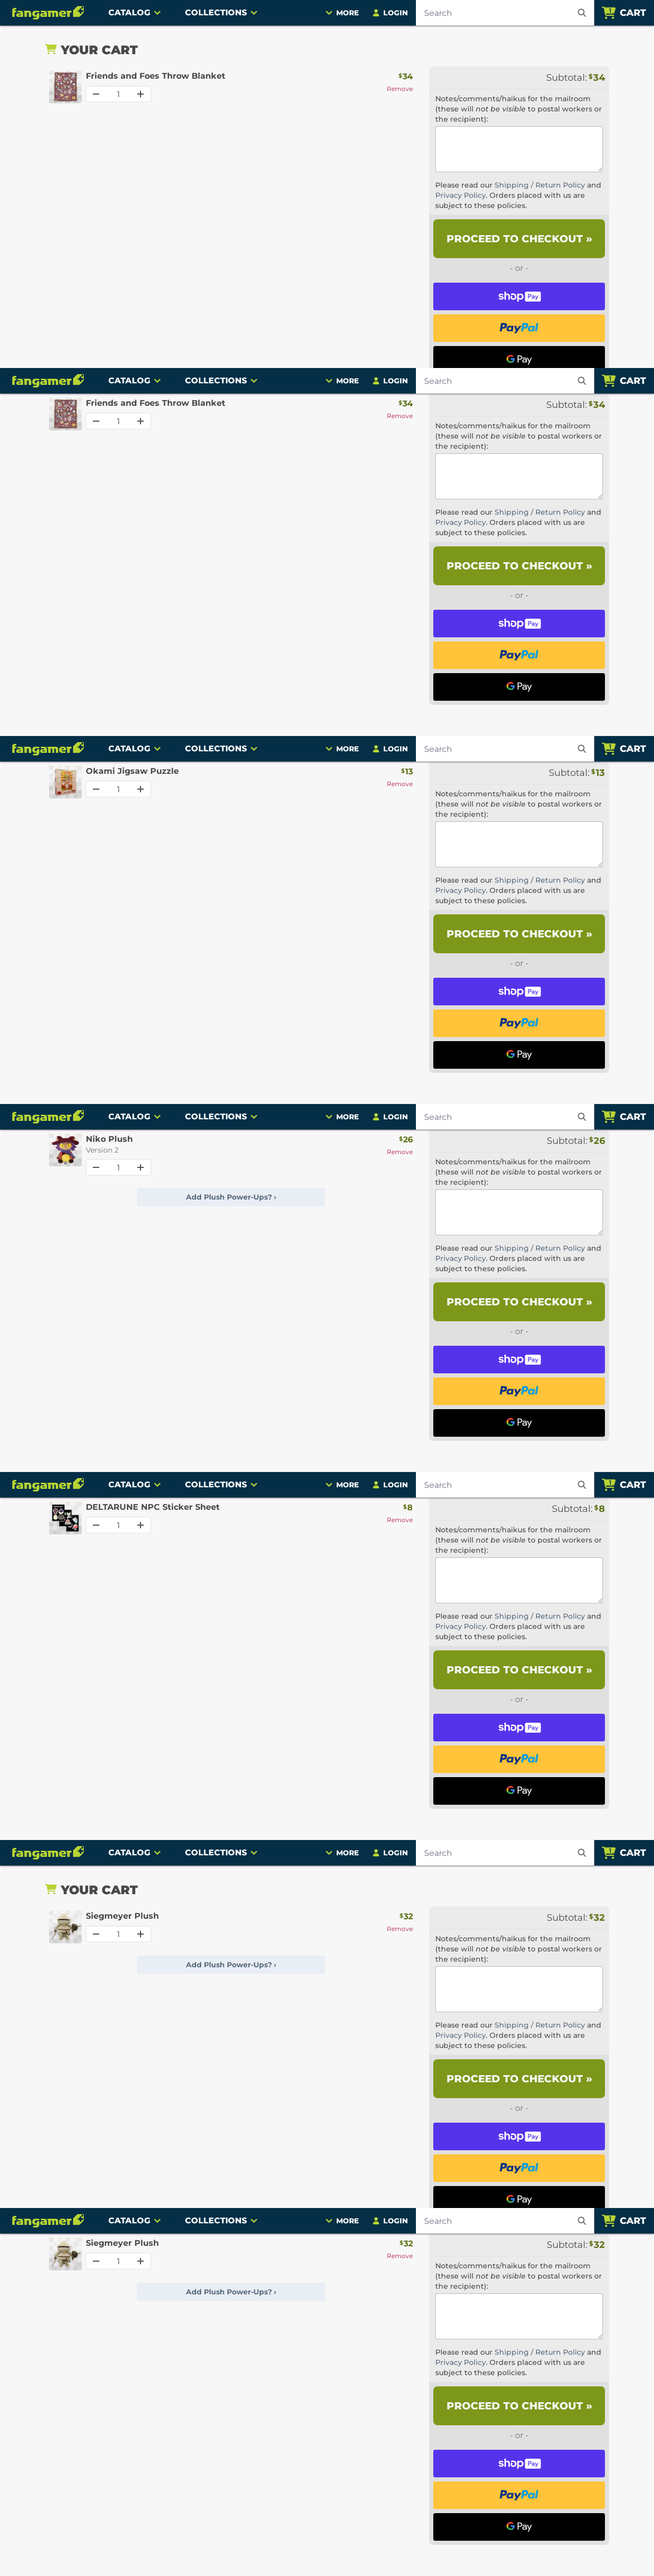 fangamer
CATALOG
COLLECTIONS
MORE
LOGIN
Search
1
CART
YOUR CART
Friends and Foes Throw Blanket
$34
Remove
1
Subtotal: $34
Notes/comments/haikus for the mailroom
(these will not be visible to postal workers or
the recipient):
Please read our Shipping / Return Policy and
Privacy Policy. Orders placed with us are
subject to these policies.
PROCEED TO CHECKOUT »
- or -
shop Pay
PayPal
G Pay
fangamer
CATALOG
COLLECTIONS
MORE
LOGIN
Search
1
CART
Friends and Foes Throw Blanket
$34
Remove
1
Subtotal: $34
Notes/comments/haikus for the mailroom
(these will not be visible to postal workers or
the recipient):
Please read our Shipping / Return Policy and
Privacy Policy. Orders placed with us are
subject to these policies.
PROCEED TO CHECKOUT »
- or -
shop Pay
PayPal
G Pay
fangamer
CATALOG
COLLECTIONS
MORE
LOGIN
Search
1
CART
Okami Jigsaw Puzzle
$13
Remove
1
Subtotal: $13
Notes/comments/haikus for the mailroom
(these will not be visible to postal workers or
the recipient):
Please read our Shipping / Return Policy and
Privacy Policy. Orders placed with us are
subject to these policies.
PROCEED TO CHECKOUT »
- or -
shop Pay
PayPal
G Pay
fangamer
CATALOG
COLLECTIONS
MORE
LOGIN
Search
1
CART
Niko Plush
Version 2
$26
Remove
1
Add Plush Power-Ups? ›
Subtotal: $26
Notes/comments/haikus for the mailroom
(these will not be visible to postal workers or
the recipient):
Please read our Shipping / Return Policy and
Privacy Policy. Orders placed with us are
subject to these policies.
PROCEED TO CHECKOUT »
- or -
shop Pay
PayPal
G Pay
fangamer
CATALOG
COLLECTIONS
MORE
LOGIN
Search
1
CART
DELTARUNE NPC Sticker Sheet
$8
Remove
1
Subtotal: $8
Notes/comments/haikus for the mailroom
(these will not be visible to postal workers or
the recipient):
Please read our Shipping / Return Policy and
Privacy Policy. Orders placed with us are
subject to these policies.
PROCEED TO CHECKOUT »
- or -
shop Pay
PayPal
G Pay
fangamer
CATALOG
COLLECTIONS
MORE
LOGIN
Search
1
CART
YOUR CART
Siegmeyer Plush
$32
Remove
1
Add Plush Power-Ups? ›
Subtotal: $32
Notes/comments/haikus for the mailroom
(these will not be visible to postal workers or
the recipient):
Please read our Shipping / Return Policy and
Privacy Policy. Orders placed with us are
subject to these policies.
PROCEED TO CHECKOUT »
- or -
shop Pay
PayPal
G Pay
fangamer
CATALOG
COLLECTIONS
MORE
LOGIN
Search
1
CART
Siegmeyer Plush
$32
Remove
1
Add Plush Power-Ups? ›
Subtotal: $32
Notes/comments/haikus for the mailroom
(these will not be visible to postal workers or
the recipient):
Please read our Shipping / Return Policy and
Privacy Policy. Orders placed with us are
subject to these policies.
PROCEED TO CHECKOUT »
- or -
shop Pay
PayPal
G Pay